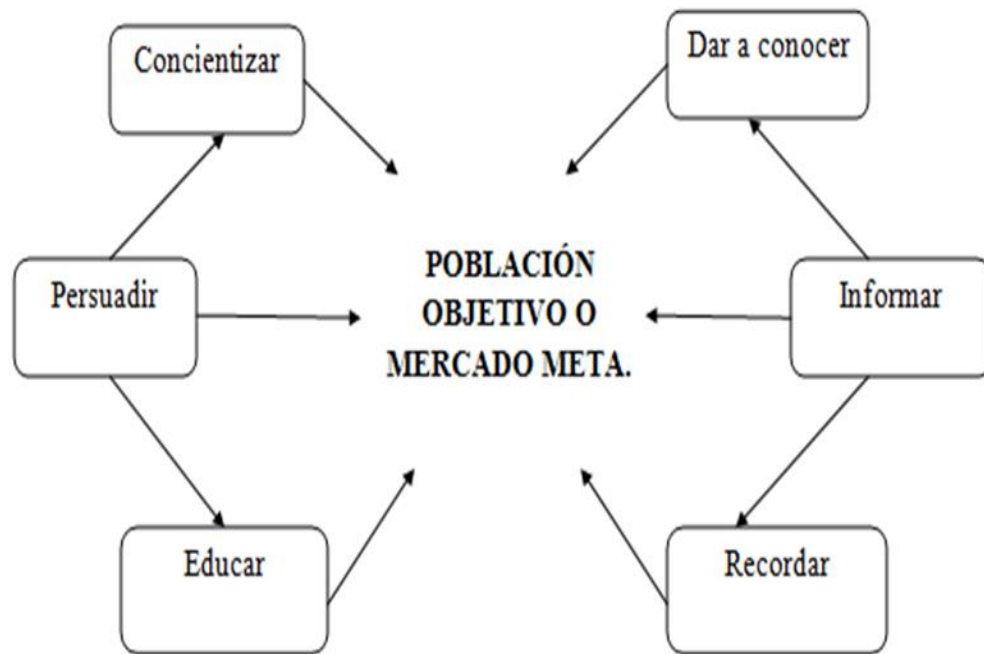 Concientizar
Dar a conocer
Persuadir
POBLACIÓN
OBJETIVO O
MERCADO META.
Informar
Educar
Recordar